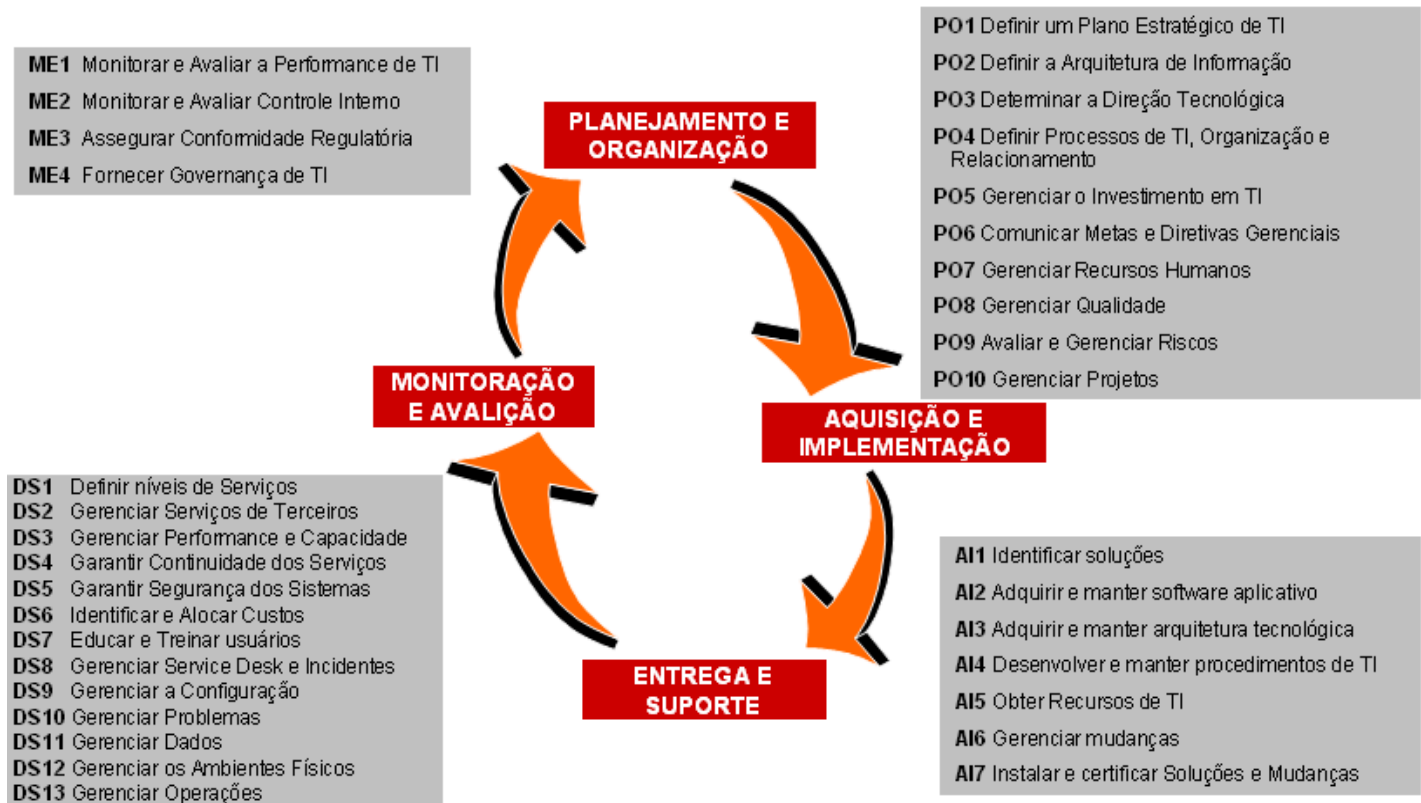 ME1 Monitorar e Avaliar a Performance de TI
ME2 Monitorar e Avaliar Controle Interno
ME3 Assegurar Conformidade Regulatória
ME4 Fornecer Governança de TI
PLANEJAMENTO E
ORGANIZAÇÃO
PO1 Definir um Plano Estratégico de TI
PO2 Definir a Arquitetura de Informação
PO3 Determinar a Direção Tecnológica
PO4 Definir Processos de TI, Organização e
Relacionamento
PO5 Gerenciar o Investimento em TI
PO6 Comunicar Metas e Diretivas Gerenciais
PO7 Gerenciar Recursos Humanos
PO8 Gerenciar Qualidade
PO9 Avaliar e Gerenciar Riscos
PO10 Gerenciar Projetos
MONITORAÇÃO
E AVALIÇÃO
AQUISIÇÃO E
IMPLEMENTAÇÃO
DS1 Definir níveis de Serviços
DS2 Gerenciar Serviços de Terceiros
DS3 Gerenciar Performance e Capacidade
DS4 Garantir Continuidade dos Serviços
DS5 Garantir Segurança dos Sistemas
DS6 Identificar e Alocar Custos
DS7 Educar e Treinar usuários
DS8 Gerenciar Service Desk e Incidentes
DS9 Gerenciar a Configuração
DS10 Gerenciar Problemas
DS11 Gerenciar Dados
DS12 Gerenciar os Ambientes Físicos
DS13 Gerenciar Operações
ENTREGA E
SUPORTE
AI1 Identificar soluções
AI2 Adquirir e manter software aplicativo
AI3 Adquirir e manter arquitetura tecnológica
AI4 Desenvolver e manter procedimentos de TI
AI5 Obter Recursos de TI
AI6 Gerenciar mudanças
AI7 Instalar e certificar Soluções e Mudanças